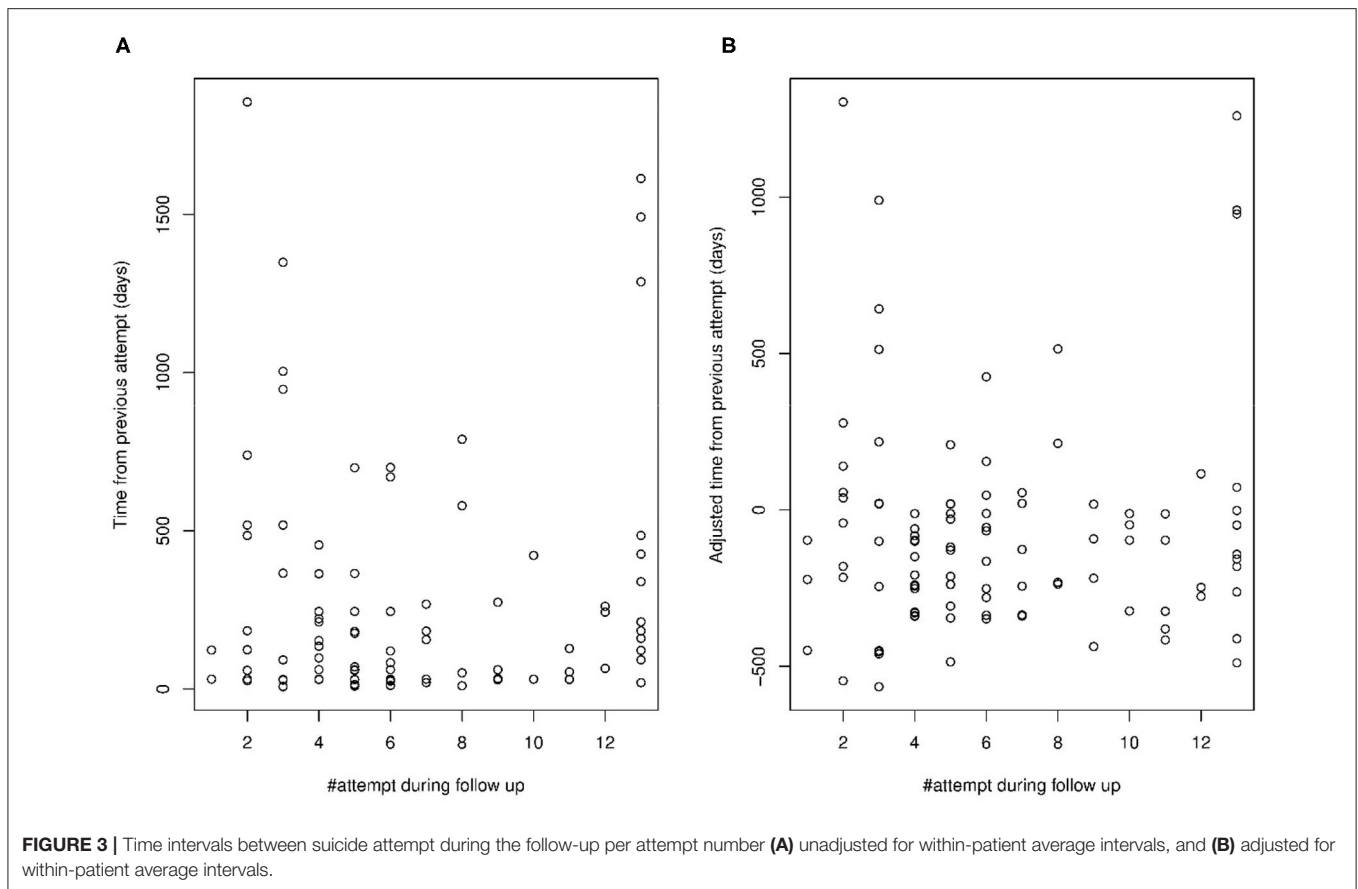 A
B
Time from previous attempt (days)
0
500
1000
1500
2 4 6 8 10 12
#attempt during follow up
Adjusted time from previous attempt (days)
−500
0
500
1000
2 4 6 8 10 12
#attempt during follow up
FIGURE 3 | Time intervals between suicide attempt during the follow-up per attempt number (A) unadjusted for within-patient average intervals, and (B) adjusted for
within-patient average intervals.